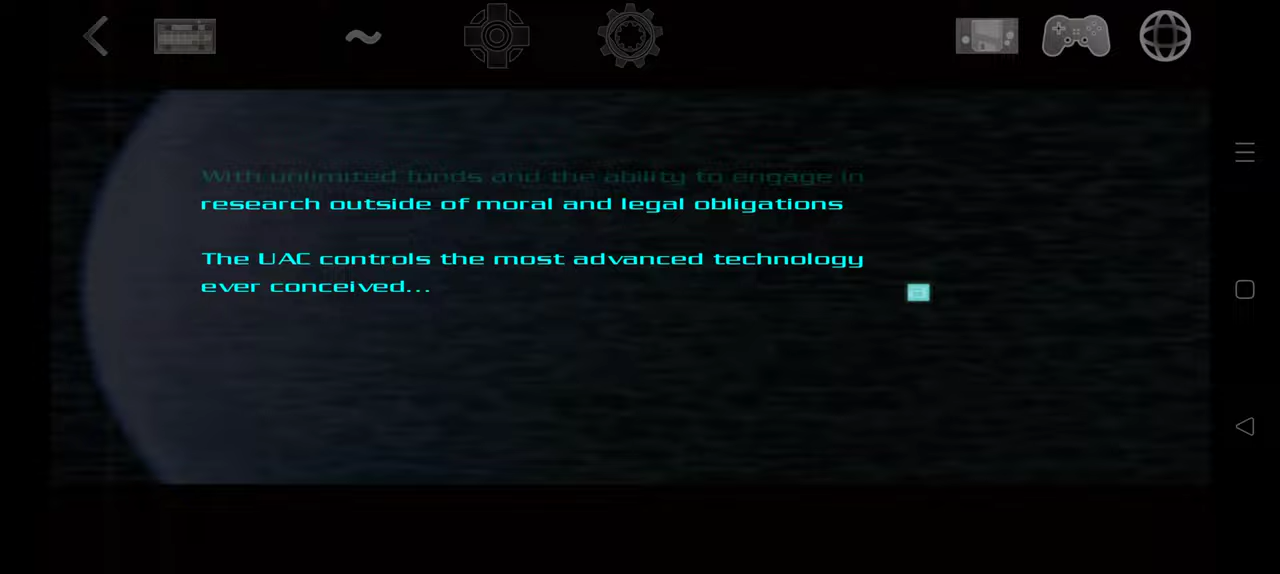 With unlimited funds and the ability to engage in
research outside of moral and legal obligations
The UAC controls the most advanced technology
ever conceived...